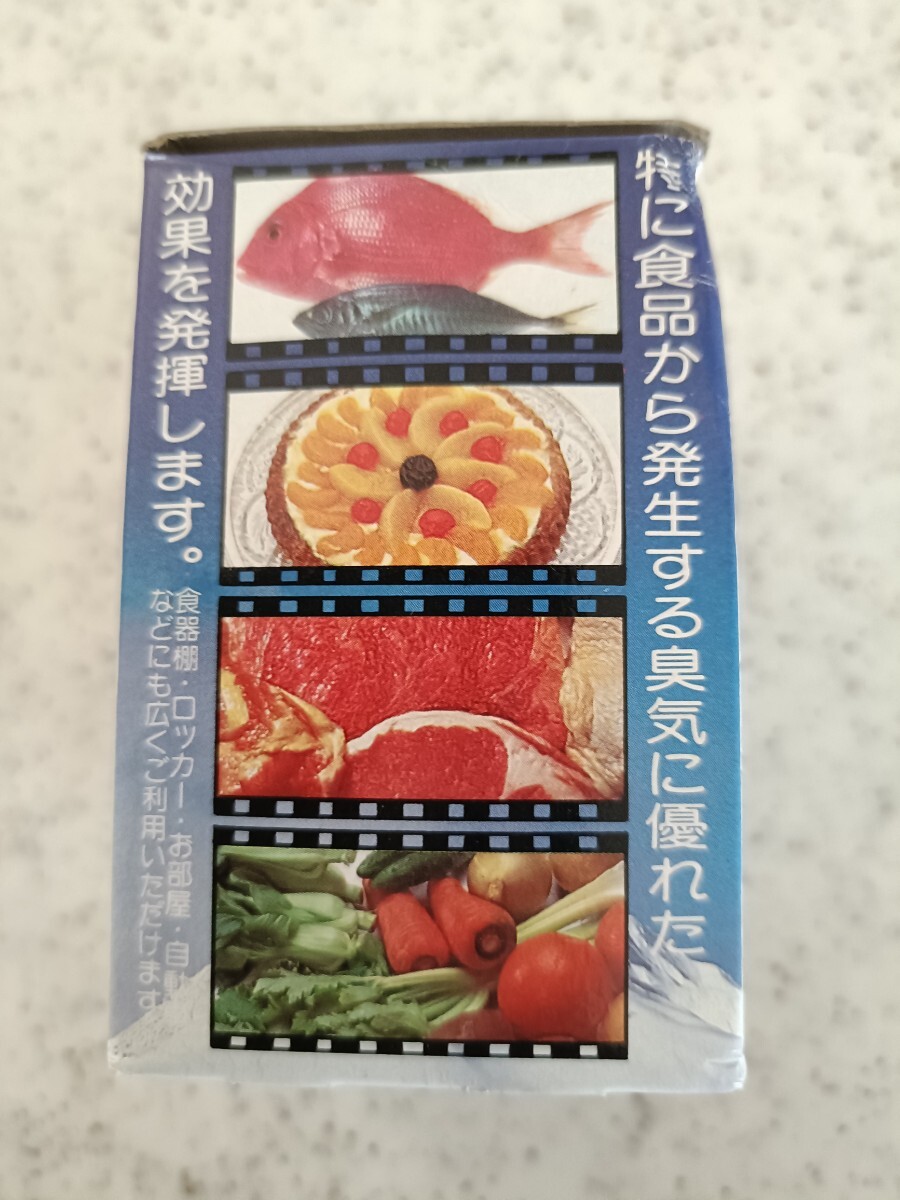 特に食品から発生する臭気に優れた
効果を発揮します。
食器棚・ロッカー・お部屋・自動
などにも広くご利用いただけます